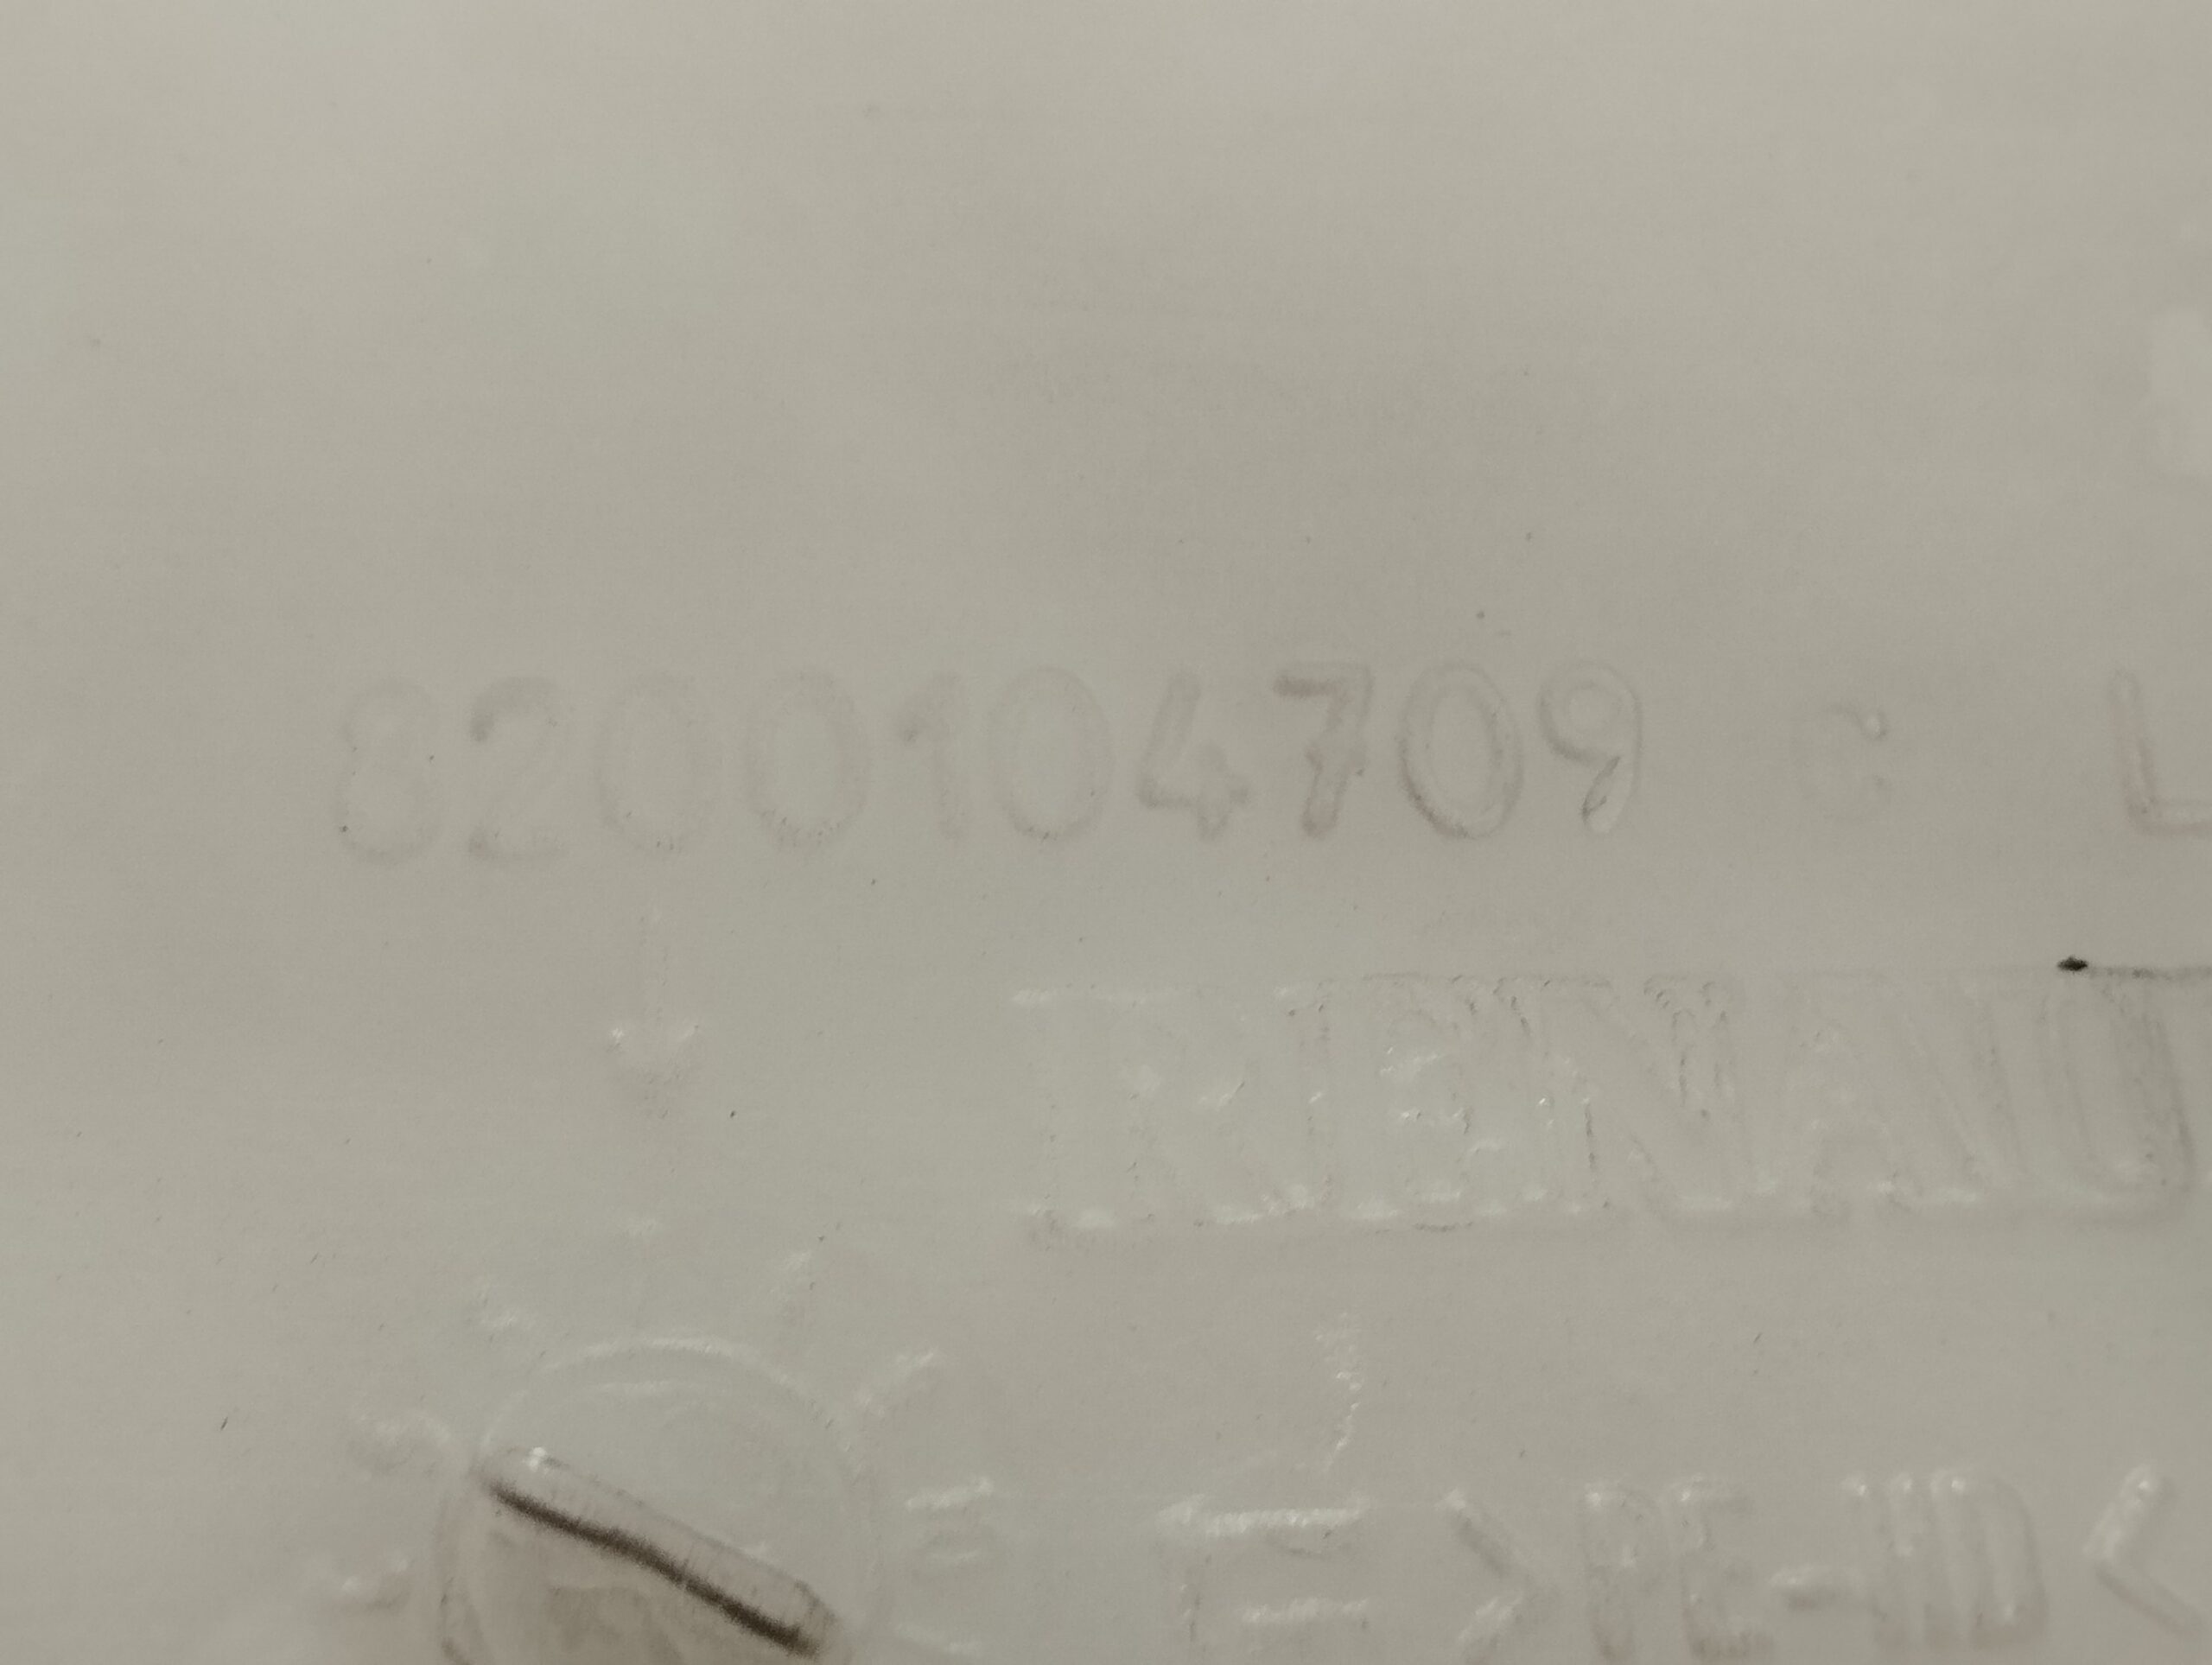 8200104709 C L
RENAU
>PE-HD<